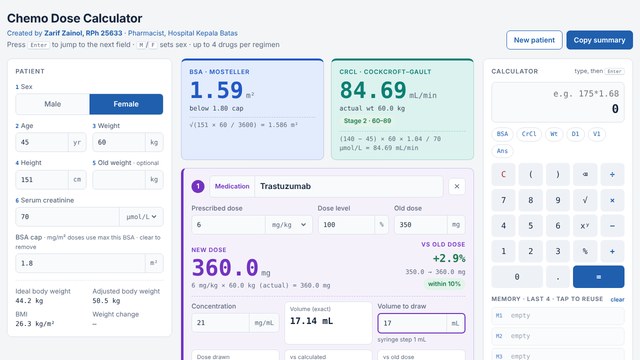 Chemo Dose Calculator
Created by Zarif Zainol, RPh 25633 · Pharmacist, Hospital Kepala Batas
Press Enter to jump to the next field · M / F sets sex · up to 4 drugs per regimen
New patient
Copy summary
PATIENT
1 Sex
Male
Female
2 Age
3 Weight
45 yr
60 kg
4 Height
5 Old weight · optional
151 cm
kg
6 Serum creatinine
70 μmol/L
BSA cap · mg/m² doses use max this BSA · clear to remove
1.8 m²
Ideal body weight
44.2 kg
Adjusted body weight
50.5 kg
BMI
26.3 kg/m²
Weight change
—
BSA · MOSTELLER
1.59 m²
below 1.80 cap
√(151 × 60 / 3600) = 1.586 m²
CRCL · COCKCROFT–GAULT
84.69 mL/min
actual wt 60.0 kg
Stage 2 · 60–89
(140 − 45) × 60 × 1.04 / 70
μmol/L = 84.69 mL/min
1
Medication
Trastuzumab
×
Prescribed dose
Dose level
Old dose
6 mg/kg
100 %
350 mg
NEW DOSE
360.0 mg
6 mg/kg × 60.0 kg (actual) = 360.0 mg
VS OLD DOSE
+2.9%
350.0 → 360.0 mg
within 10%
Concentration
21 mg/mL
Volume (exact)
17.14 mL
Volume to draw
17 mL
syringe step 1 mL
Dose drawn
vs calculated
vs old dose
CALCULATOR
type, then Enter
e.g. 175*1.68
0
BSA CrCl Wt D1 V1
Ans
C ( ) ⌫ ÷
7 8 9 √ ×
4 5 6 xʸ −
1 2 3 % +
0 . =
MEMORY · LAST 4 · TAP TO REUSE
clear
M1 empty
M2 empty
M3 empty